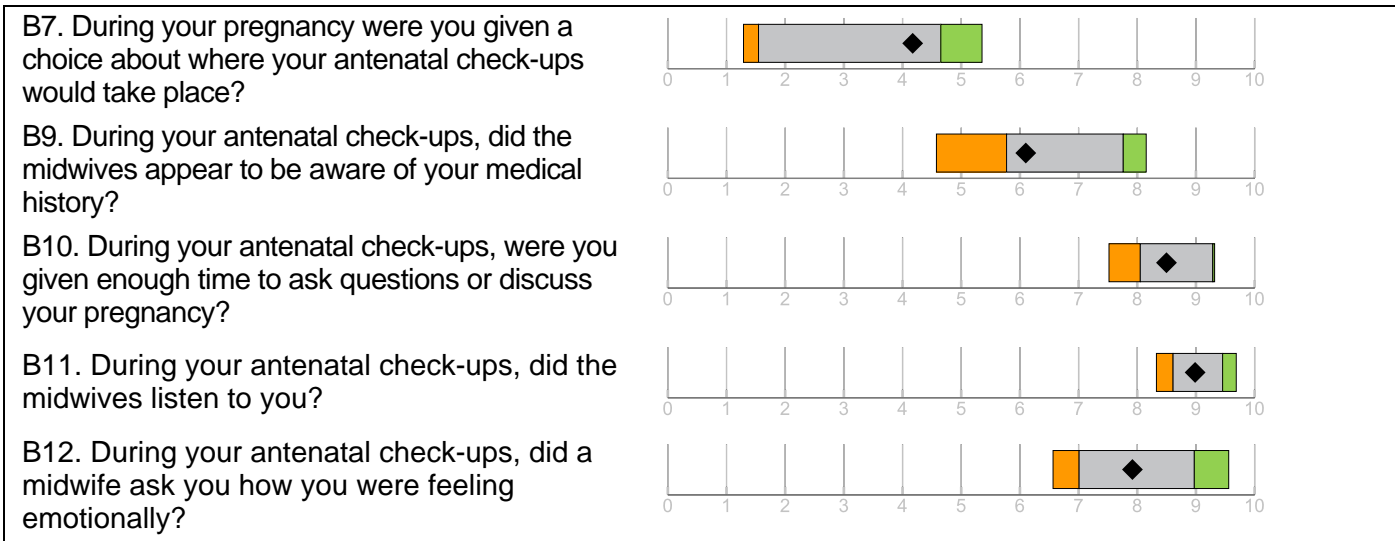 B7. During your pregnancy were you given a
choice about where your antenatal check-ups
would take place?
0 1 2 3 4 5 6 7 8 9 10
B9. During your antenatal check-ups, did the
midwives appear to be aware of your medical
history?
0 1 2 3 4 5 6 7 8 9 10
B10. During your antenatal check-ups, were you
given enough time to ask questions or discuss
your pregnancy?
0 1 2 3 4 5 6 7 8 9 10
B11. During your antenatal check-ups, did the
midwives listen to you?
0 1 2 3 4 5 6 7 8 9 10
B12. During your antenatal check-ups, did a
midwife ask you how you were feeling
emotionally?
0 1 2 3 4 5 6 7 8 9 10